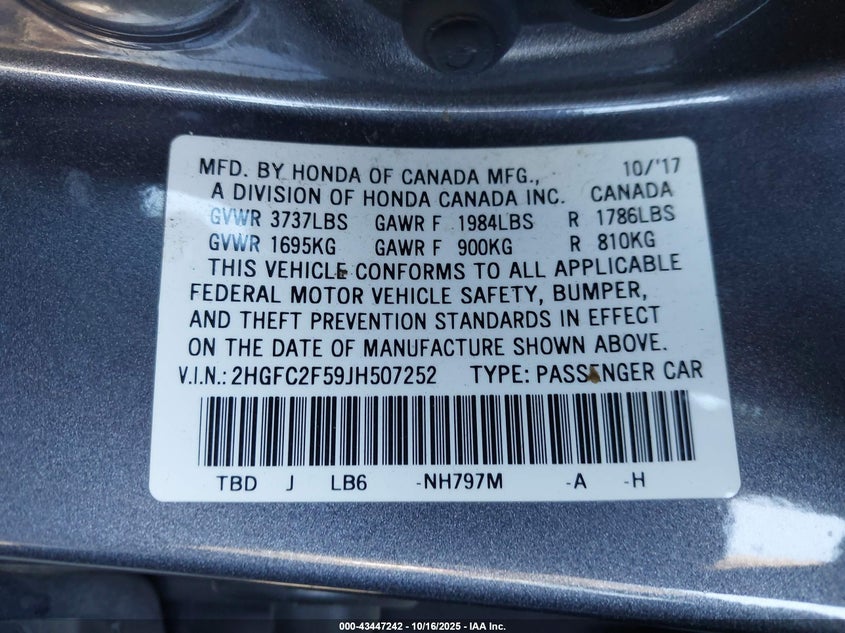 MFD. BY HONDA OF CANADA MFG., 10/'17
A DIVISION OF HONDA CANADA INC. CANADA
GVWR 3737LBS GAWR F 1984LBS R 1786LBS
GVWR 1695KG GAWR F 900KG R 810KG
THIS VEHICLE CONFORMS TO ALL APPLICABLE
FEDERAL MOTOR VEHICLE SAFETY, BUMPER,
AND THEFT PREVENTION STANDARDS IN EFFECT
ON THE DATE OF MANUFACTURE SHOWN ABOVE.
V.I.N.: 2HGFC2F59JH507252 TYPE: PASSENGER CAR
TBD J LB6 -NH797M -A -H
000-43447242 | 10/16/2025 - IAA Inc.